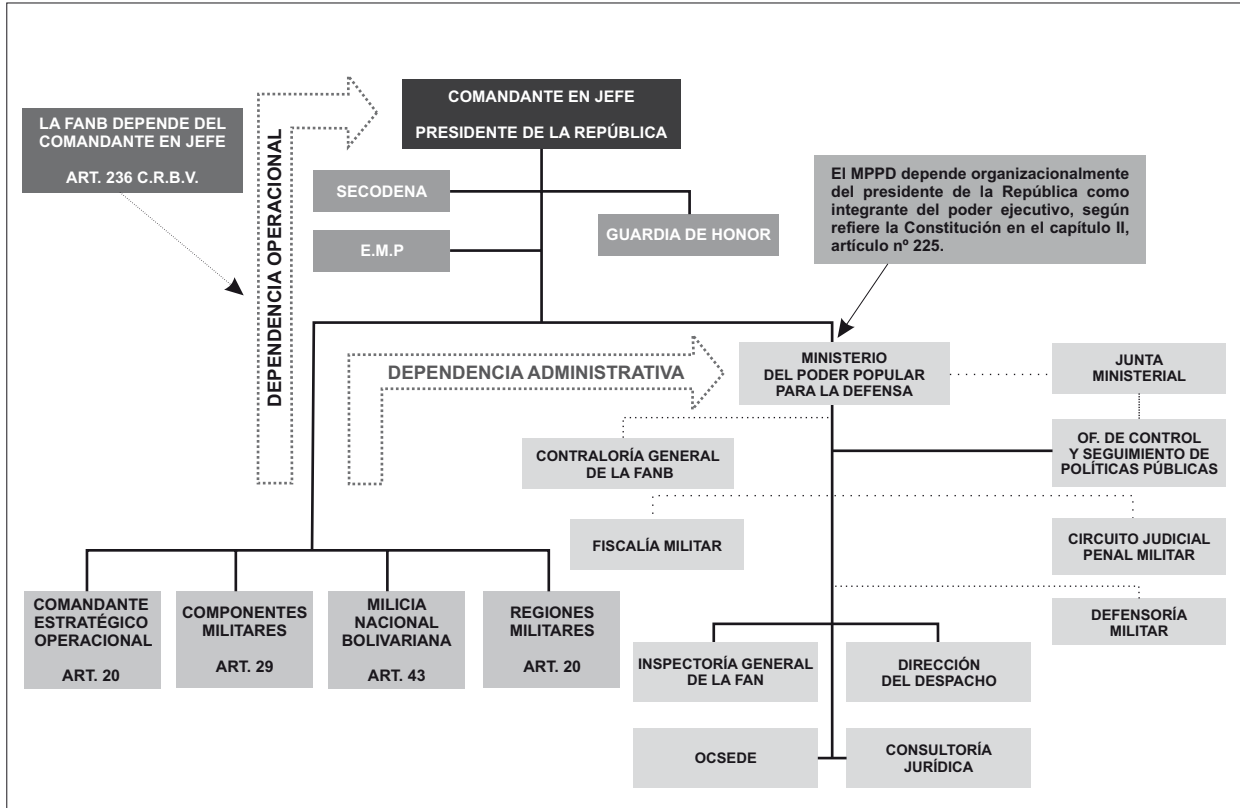 COMANDANTE EN JEFE
PRESIDENTE DE LA REPÚBLICA
LA FANB DEPENDE DEL
COMANDANTE EN JEFE
ART. 236 C.R.B.V.
DEPENDENCIA OPERACIONAL
SECODENA
GUARDIA DE HONOR
E.M.P
El MPPD depende organizacionalmente
del presidente de la República como
integrante del poder ejecutivo, según
refiere la Constitución en el capítulo II,
artículo nº 225.
DEPENDENCIA ADMINISTRATIVA
MINISTERIO
DEL PODER POPULAR
PARA LA DEFENSA
JUNTA
MINISTERIAL
CONTRALORÍA GENERAL
DE LA FANB
OF. DE CONTROL
Y SEGUIMIENTO DE
POLÍTICAS PÚBLICAS
FISCALÍA MILITAR
CIRCUITO JUDICIAL
PENAL MILITAR
COMANDANTE
ESTRATÉGICO
OPERACIONAL
ART. 20
COMPONENTES
MILITARES
ART. 29
MILICIA
NACIONAL
BOLIVARIANA
ART. 43
REGIONES
MILITARES
ART. 20
DEFENSORÍA
MILITAR
INSPECTORÍA GENERAL
DE LA FAN
DIRECCIÓN
DEL DESPACHO
OCSEDE
CONSULTORÍA
JURÍDICA